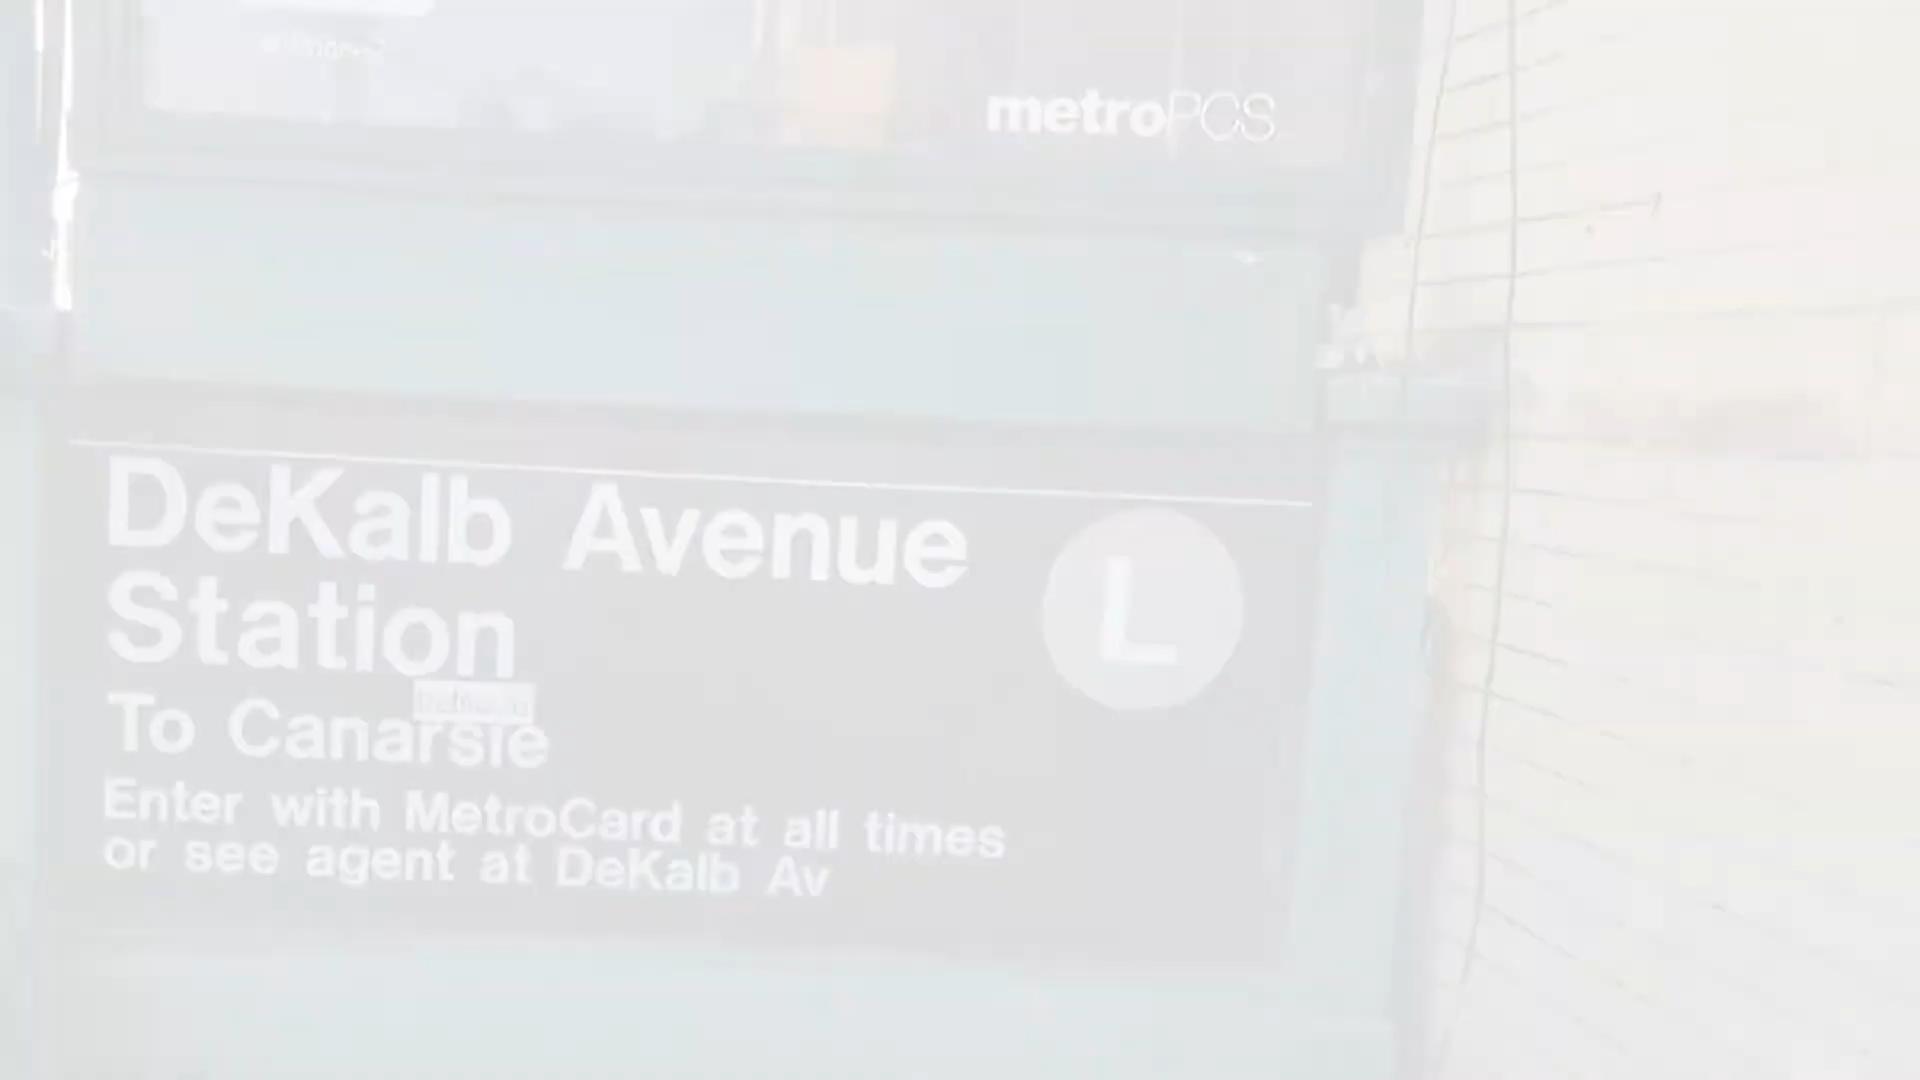 metroPCS
DeKalb Avenue
Station
L
To Canarsie
Enter with MetroCard at all times
or see agent at DeKalb Av